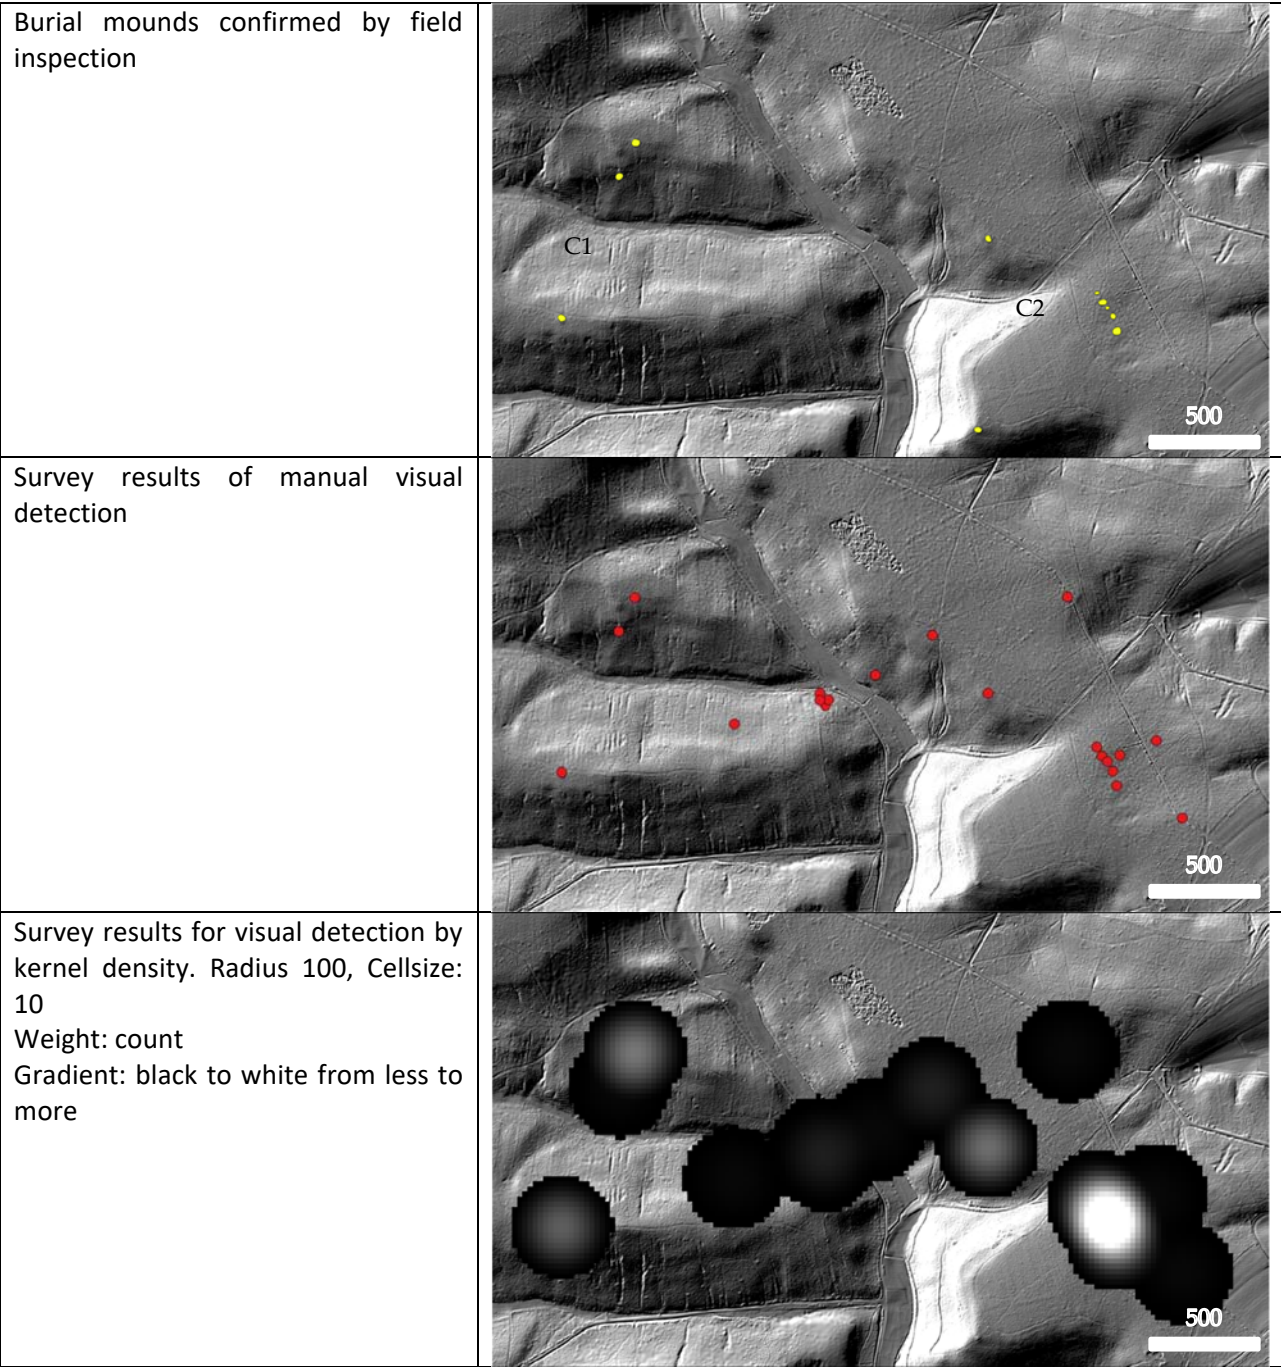 Burial mounds confirmed by field
inspection
C1
C2
500
Survey results of manual visual
detection
500
Survey results for visual detection by
kernel density. Radius 100, Cellsize:
10
Weight: count
Gradient: black to white from less to
more
500